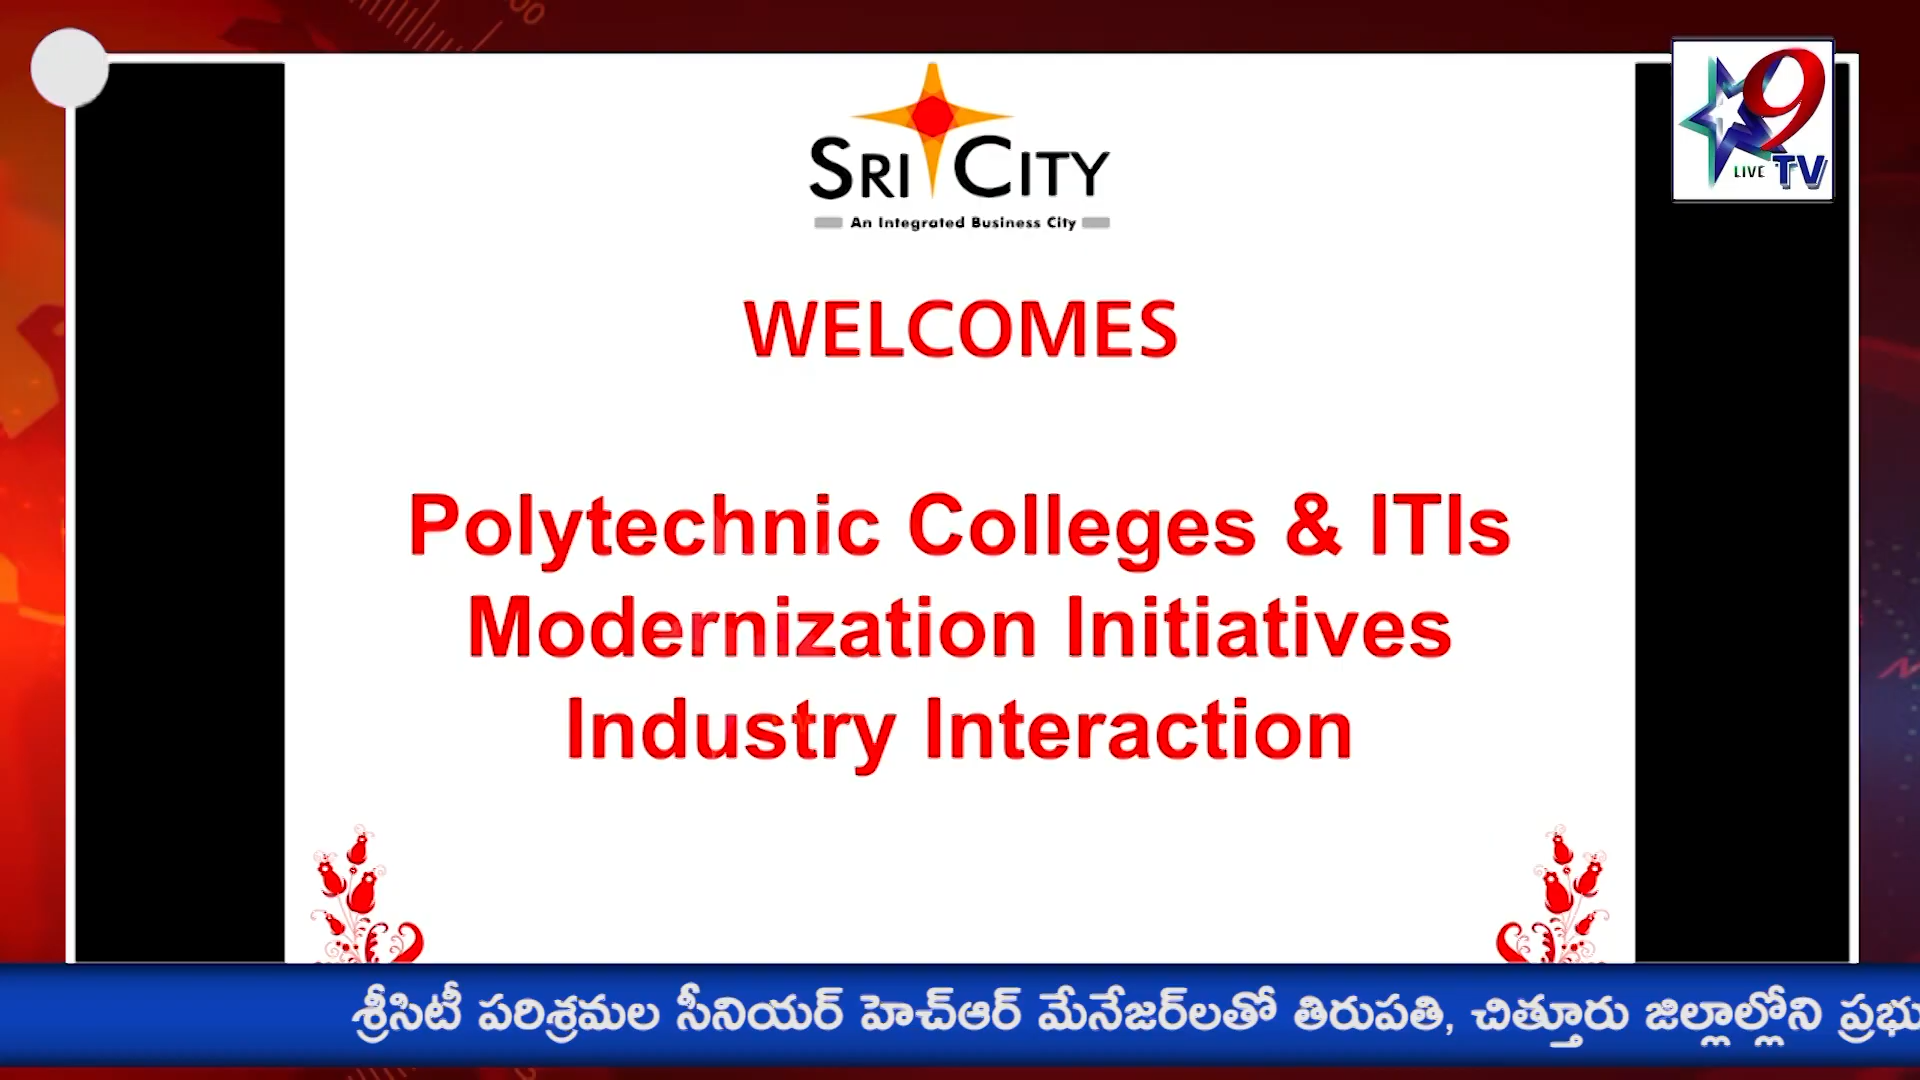 SRI CITY
An Integrated Business City
9
LIVE TV
WELCOMES
Polytechnic Colleges & ITIs
Modernization Initiatives
Industry Interaction
శ్రీసిటీ పరిశ్రమల సీనియర్ హెచ్ఆర్ మేనేజర్‌లతో తిరుపతి, చిత్తూరు జిల్లాల్లోని